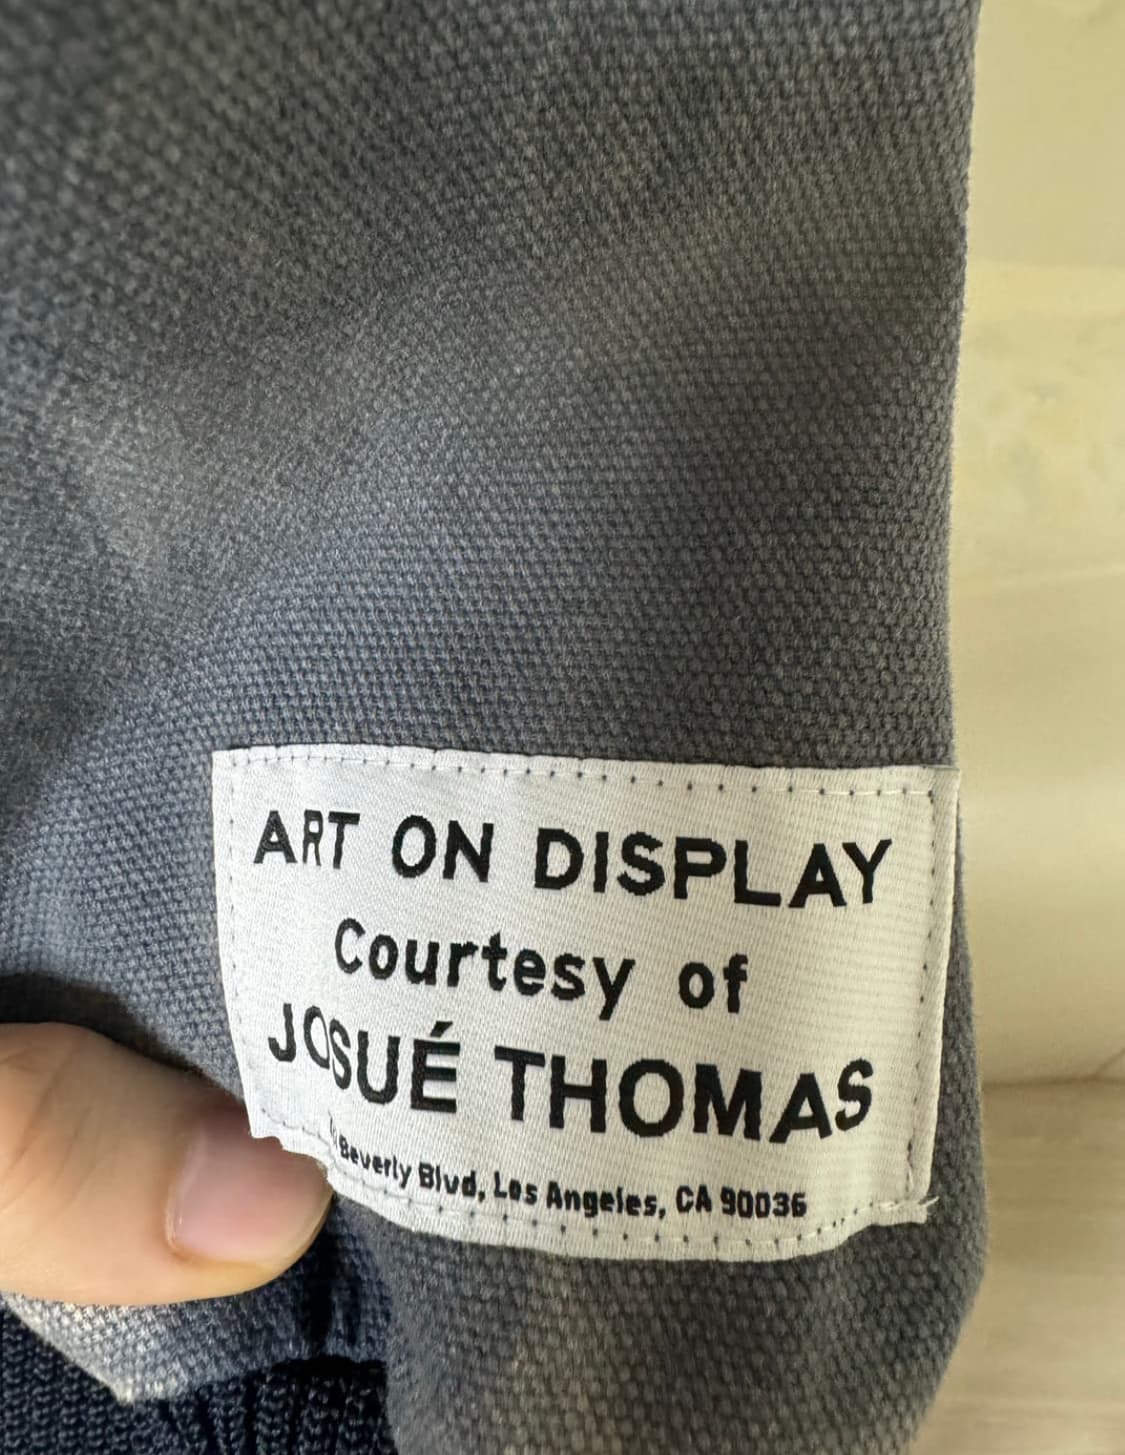 ART ON DISPLAY
Courtesy of
JOSUÉ THOMAS
Beverly Blvd, Los Angeles, CA 90036